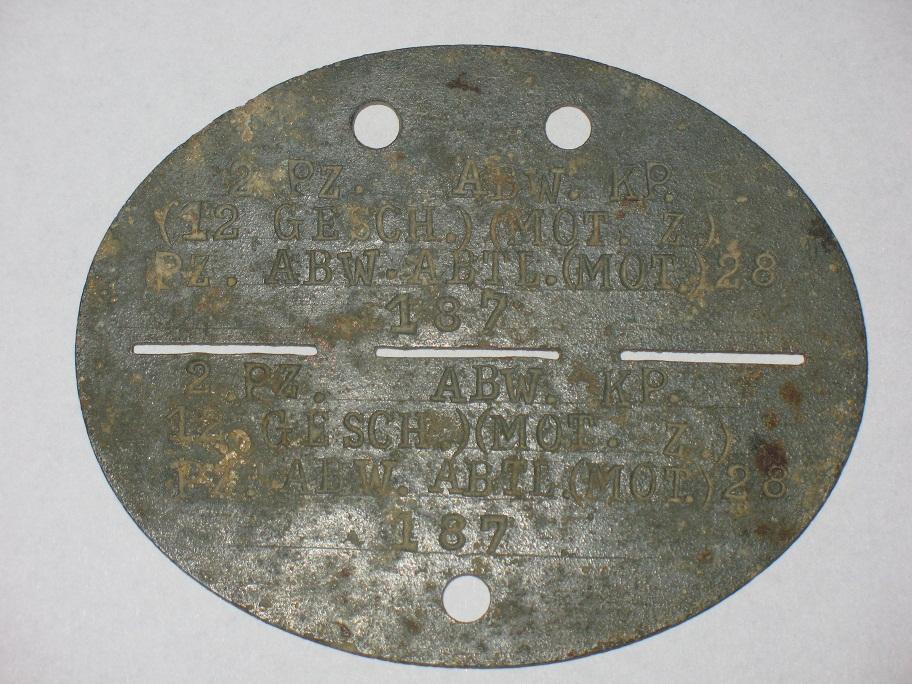 2. PZ. ABW. KP.
(12 GESCH.)(MOT. Z.)
PZ. ABW.-ABTL.(MOT.)28
187
2.PZ. ABW. KP.
12. GESCH.)(MOT. Z.)
PZ. ABW. ABTL.(MOT.)28
187